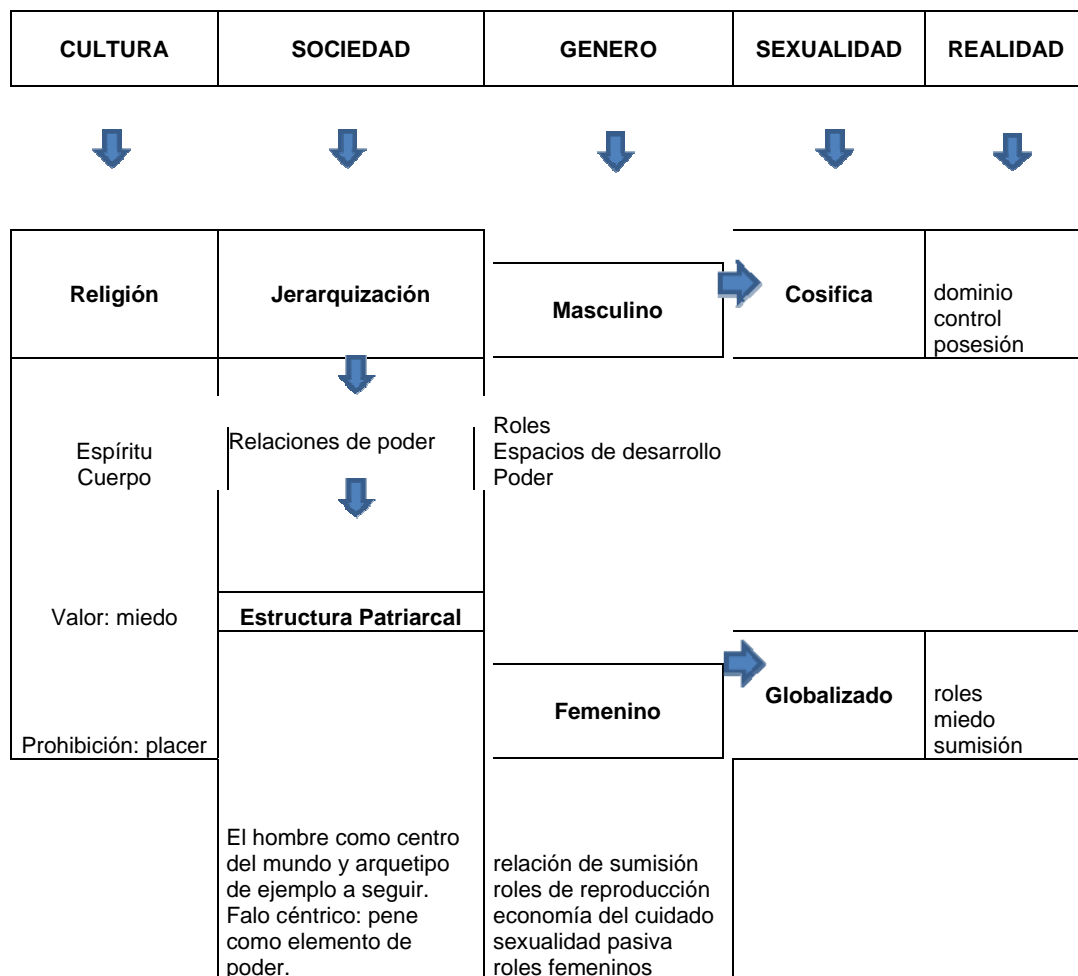 CULTURA
SOCIEDAD
GENERO
SEXUALIDAD
REALIDAD
Religión
Jerarquización
Masculino
Cosifica
dominio
control
posesión
Espíritu
Cuerpo
Relaciones de poder
Roles
Espacios de desarrollo
Poder
Valor: miedo
Estructura Patriarcal
Prohibición: placer
Femenino
Globalizado
roles
miedo
sumisión
El hombre como centro
del mundo y arquetipo
de ejemplo a seguir.
Falo céntrico: pene
como elemento de
poder.
relación de sumisión
roles de reproducción
economía del cuidado
sexualidad pasiva
roles femeninos